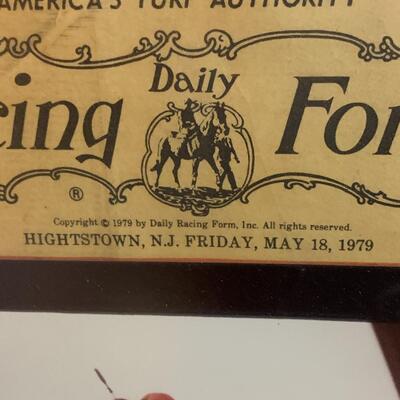 AMERICA'S TURF AUTHORITY
Daily
cing For
®
Copyright © 1979 by Daily Racing Form, Inc. All rights reserved.
HIGHTSTOWN, N.J. FRIDAY, MAY 18, 1979